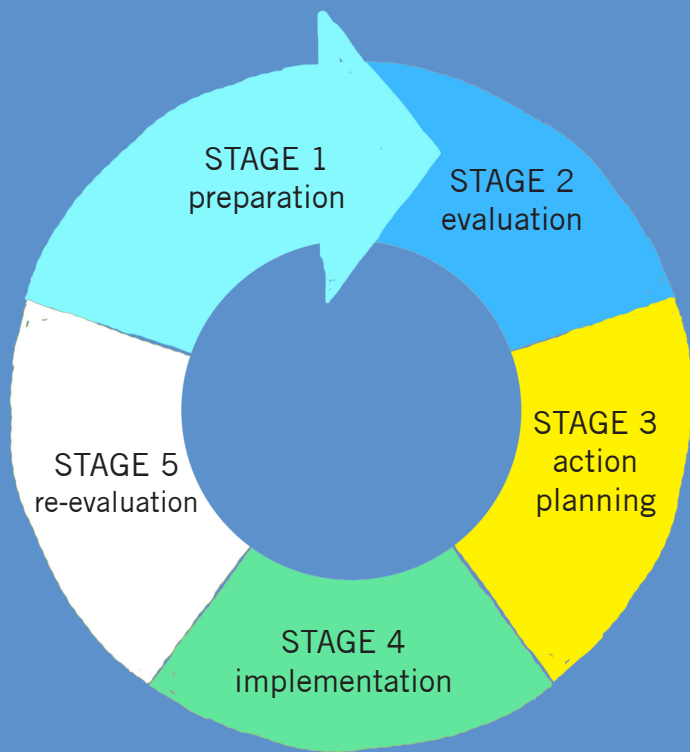 STAGE 1
preparation
STAGE 2
evaluation
STAGE 3
action
planning
STAGE 4
implementation
STAGE 5
re-evaluation